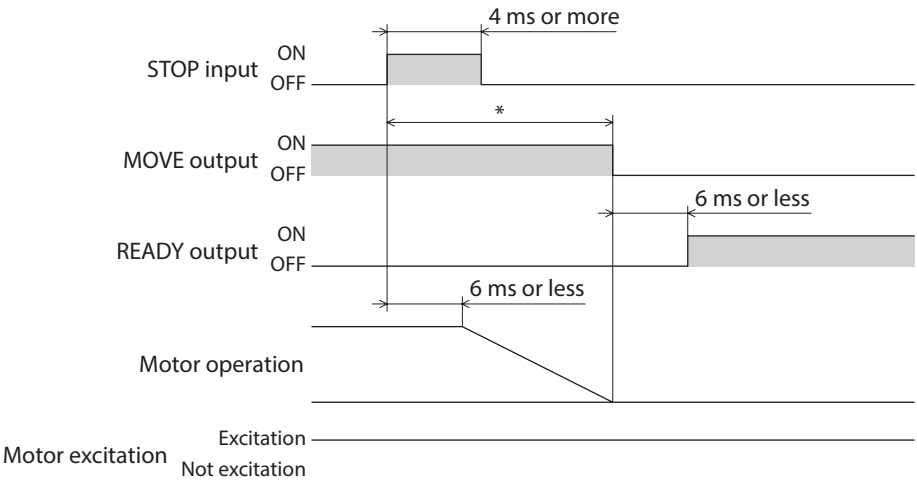 4 ms or more
STOP input ON
OFF
*
MOVE output ON
OFF
6 ms or less
READY output ON
OFF
6 ms or less
Motor operation
Motor excitation Excitation
Not excitation